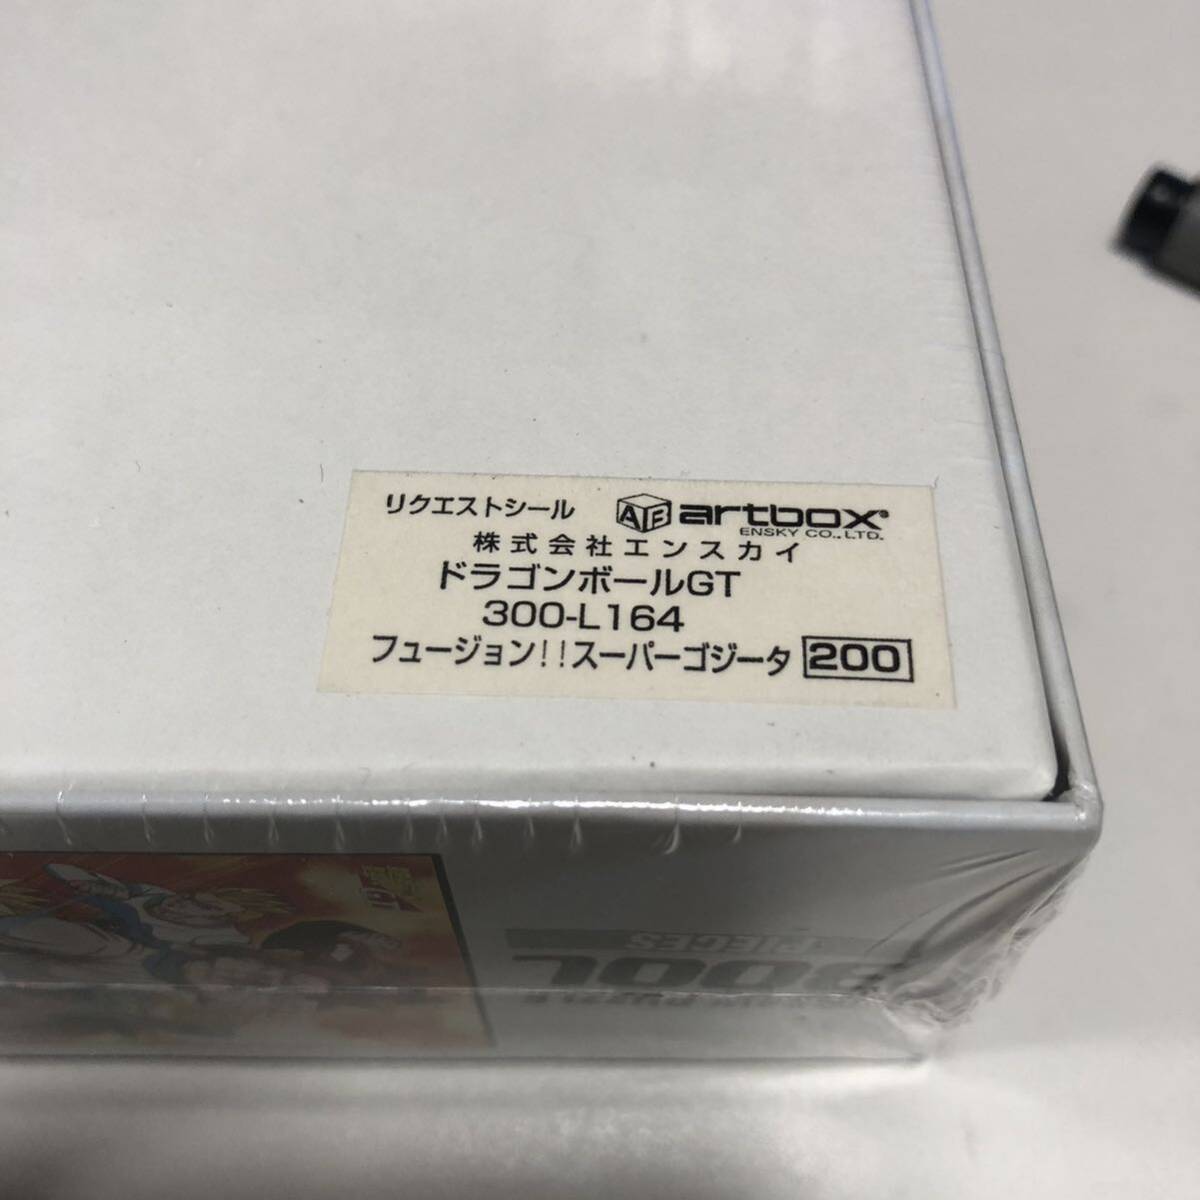 リクエストシール ATB artbox®
ENSKY CO., LTD.
株式会社エンスカイ
ドラゴンボールGT
300-L164
フュージョン!!スーパーゴジータ 200
300L
PIECES